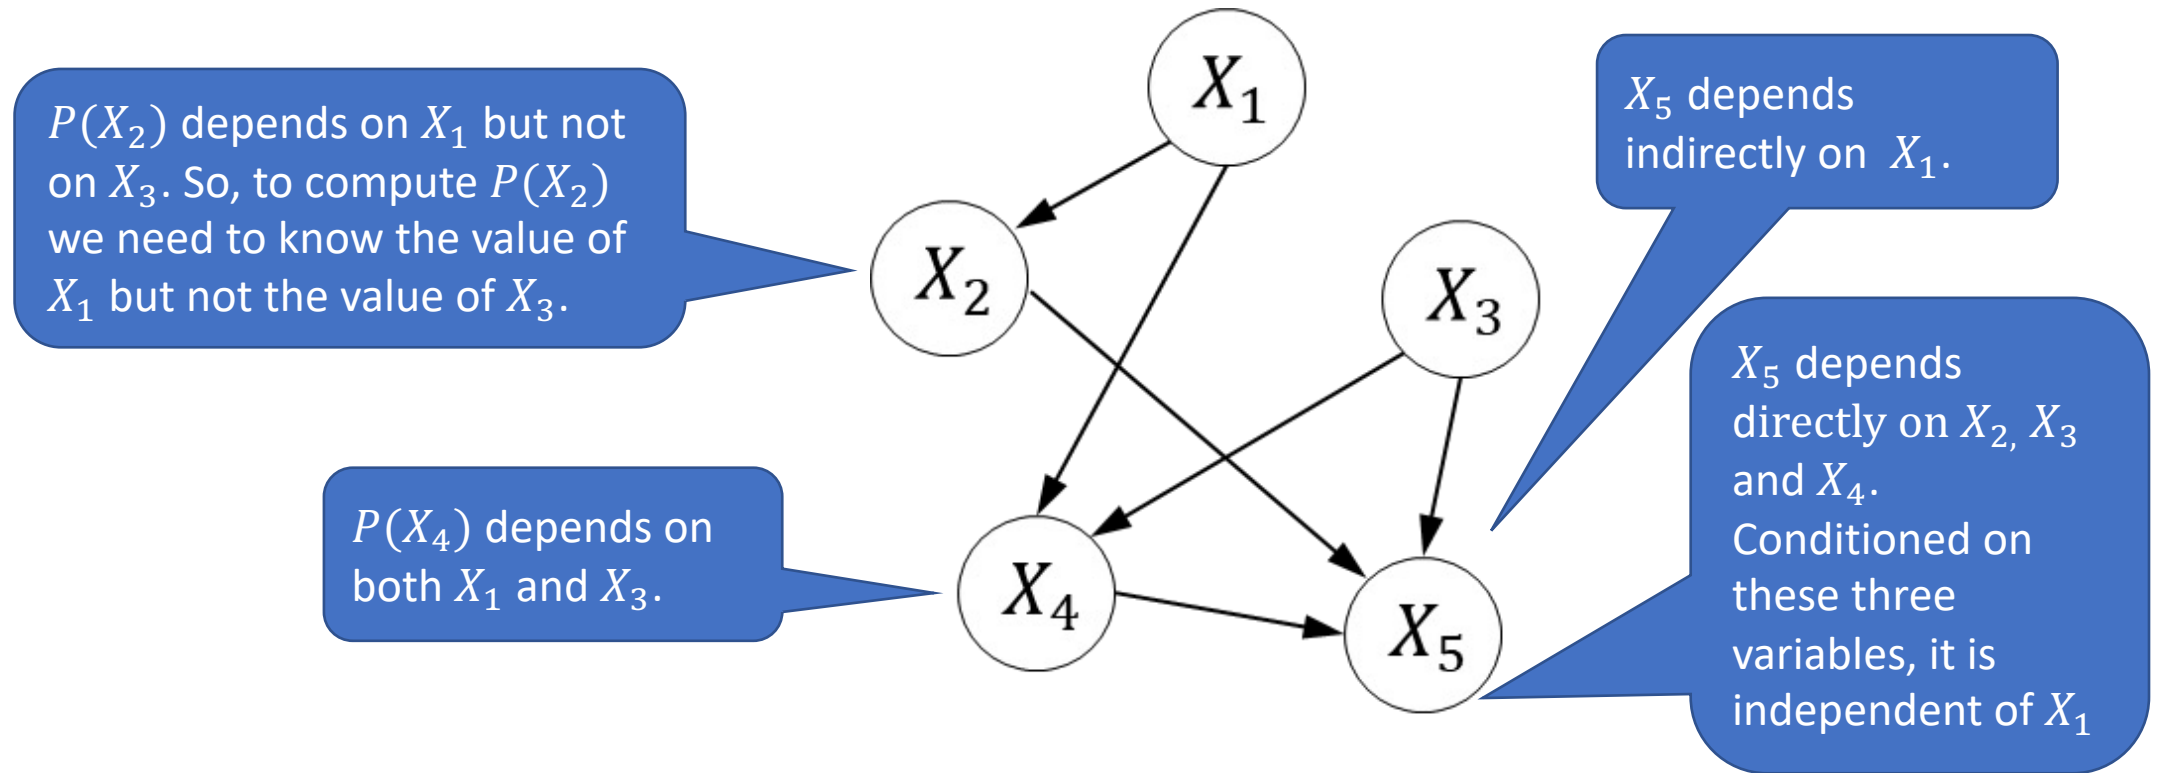 P(X₂) depends on X₁ but not
on X₃. So, to compute P(X₂)
we need to know the value of
X₁ but not the value of X₃.
X₁
X₅ depends
indirectly on X₁.
X₂
X₃
X₅ depends
directly on X₂, X₃
and X₄.
Conditioned on
these three
variables, it is
independent of X₁
P(X₄) depends on
both X₁ and X₃.
X₄
X₅